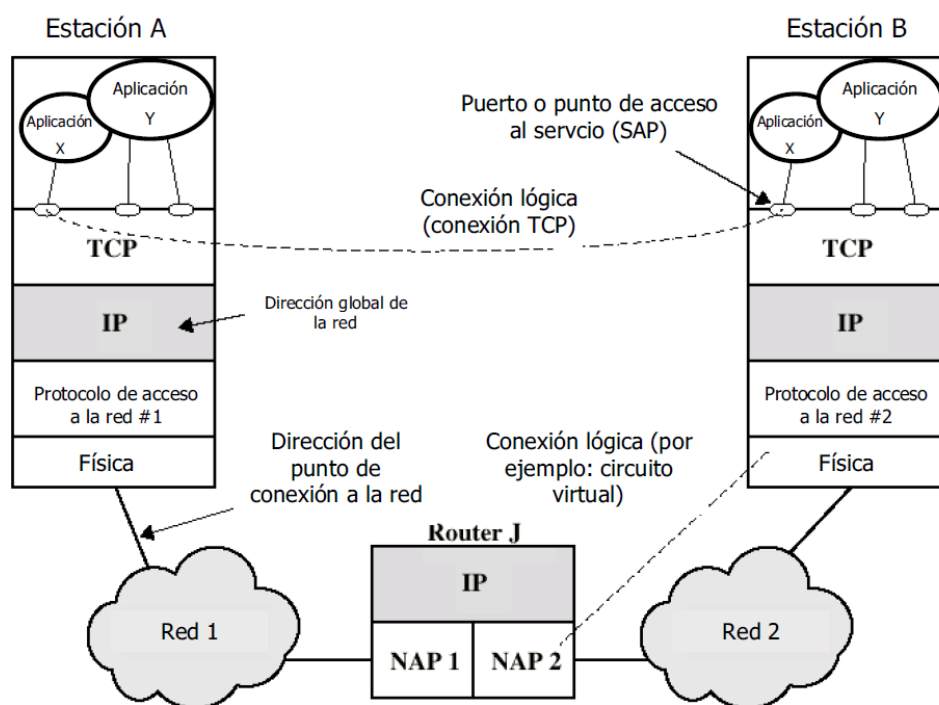 Estación A
Estación B
Aplicación
Y
Aplicación
X
Puerto o punto de acceso
al servcio (SAP)
Aplicación
Y
Aplicación
X
Conexión lógica
(conexión TCP)
TCP
TCP
IP
Dirección global de
la red
IP
Protocolo de acceso
a la red #1
Protocolo de acceso
a la red #2
Física
Dirección del
punto de
conexión a la red
Conexión lógica (por
ejemplo: circuito
virtual)
Física
Router J
IP
Red 1
NAP 1
NAP 2
Red 2